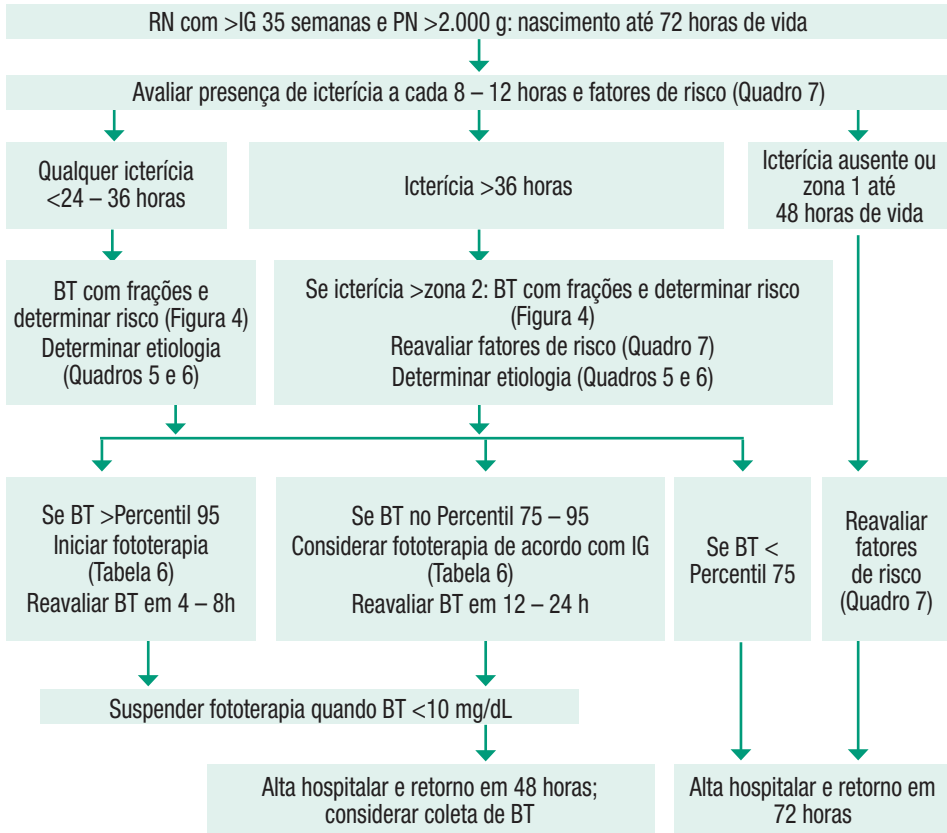 RN com >IG 35 semanas e PN >2.000 g: nascimento até 72 horas de vida
Avaliar presença de icterícia a cada 8 – 12 horas e fatores de risco (Quadro 7)
Qualquer icterícia
<24 – 36 horas
Icterícia >36 horas
Icterícia ausente ou
zona 1 até
48 horas de vida
BT com frações e
determinar risco (Figura 4)
Determinar etiologia
(Quadros 5 e 6)
Se icterícia >zona 2: BT com frações e determinar risco
(Figura 4)
Reavaliar fatores de risco (Quadro 7)
Determinar etiologia (Quadros 5 e 6)
Se BT >Percentil 95
Iniciar fototerapia
(Tabela 6)
Reavaliar BT em 4 – 8h
Se BT no Percentil 75 – 95
Considerar fototerapia de acordo com IG
(Tabela 6)
Reavaliar BT em 12 – 24 h
Se BT <
Percentil 75
Reavaliar
fatores
de risco
(Quadro 7)
Suspender fototerapia quando BT <10 mg/dL
Alta hospitalar e retorno em 48 horas;
considerar coleta de BT
Alta hospitalar e retorno em
72 horas